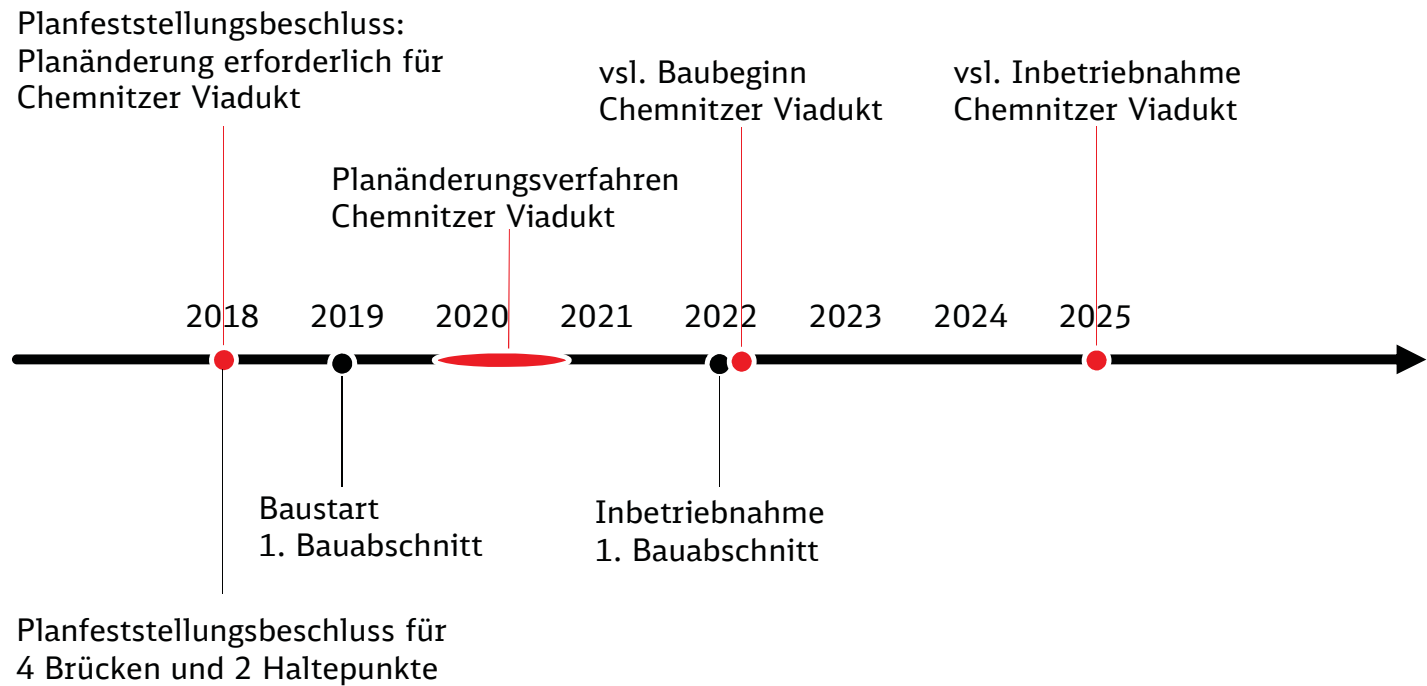 Planfeststellungsbeschluss:
Planänderung erforderlich für
Chemnitzer Viadukt
vsl. Baubeginn
Chemnitzer Viadukt
vsl. Inbetriebnahme
Chemnitzer Viadukt
Planänderungsverfahren
Chemnitzer Viadukt
2018 2019 2020 2021 2022 2023 2024 2025
Baustart
1. Bauabschnitt
Inbetriebnahme
1. Bauabschnitt
Planfeststellungsbeschluss für
4 Brücken und 2 Haltepunkte